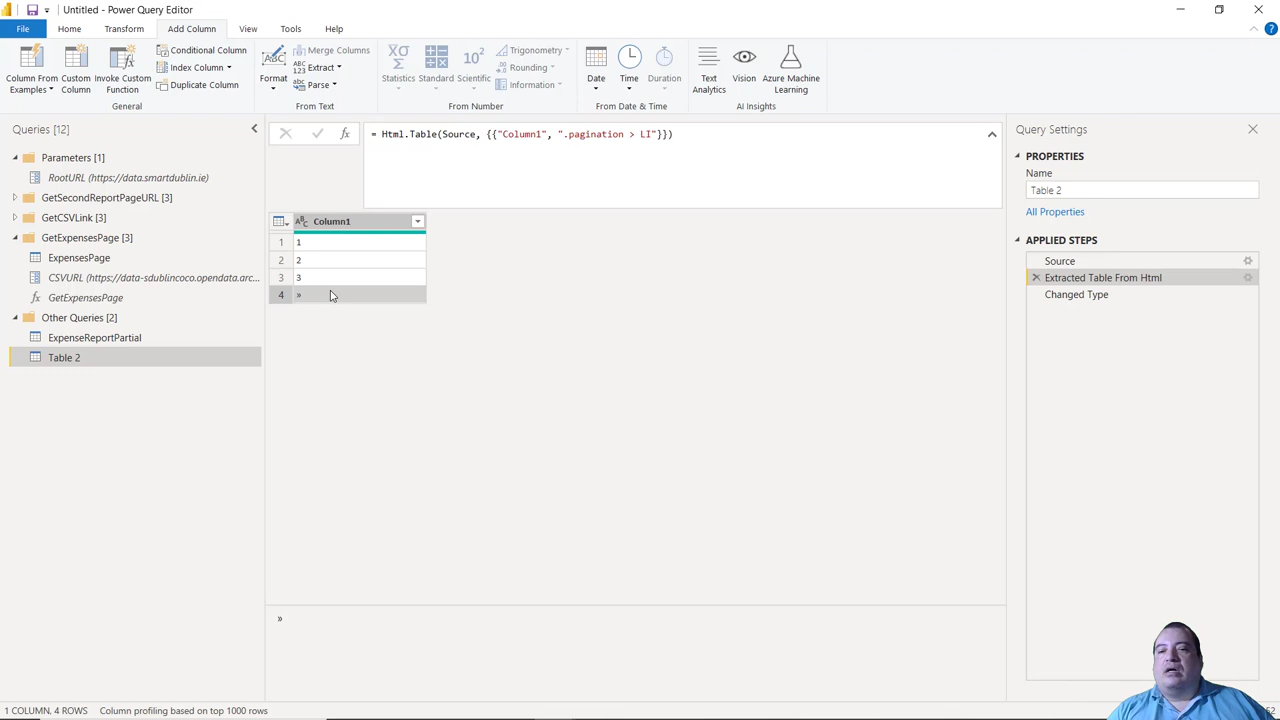 Untitled - Power Query Editor
File
Home
Transform
Add Column
View
Tools
Help
Column From Examples
Custom Column
Invoke Custom Function
Conditional Column
Index Column
Duplicate Column
General
Format
Merge Columns
Extract
Parse
From Text
Statistics
Standard
Scientific
Trigonometry
Rounding
Information
From Number
Date
Time
Duration
From Date & Time
Text Analytics
Vision
Azure Machine Learning
AI Insights
Queries [12]
Parameters [1]
RootURL (https://data.smartdublin.ie)
GetSecondReportPageURL [3]
GetCSVLink [3]
GetExpensesPage [3]
ExpensesPage
CSVURL (https://data-sdublincoco.opendata.arc...
GetExpensesPage
Other Queries [2]
ExpenseReportPartial
Table 2
= Html.Table(Source, {{"Column1", ".pagination > LI"}})
Column1
1 1
2 2
3 3
4 »
»
Query Settings
PROPERTIES
Name
Table 2
All Properties
APPLIED STEPS
Source
Extracted Table From Html
Changed Type
1 COLUMN, 4 ROWS Column profiling based on top 1000 rows